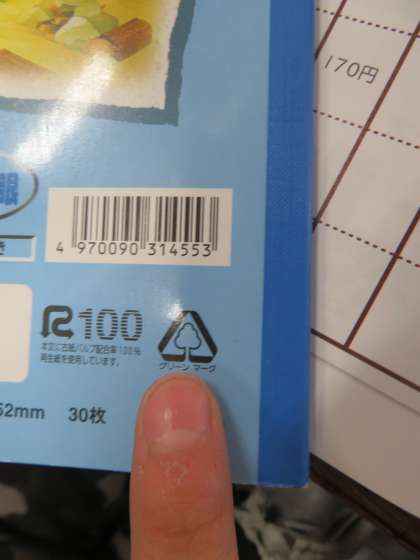 170円
4 970090 314553
R100
本文に古紙パルプ配合率100%
再生紙を使用しています。
グリーン マーク
52mm 30枚